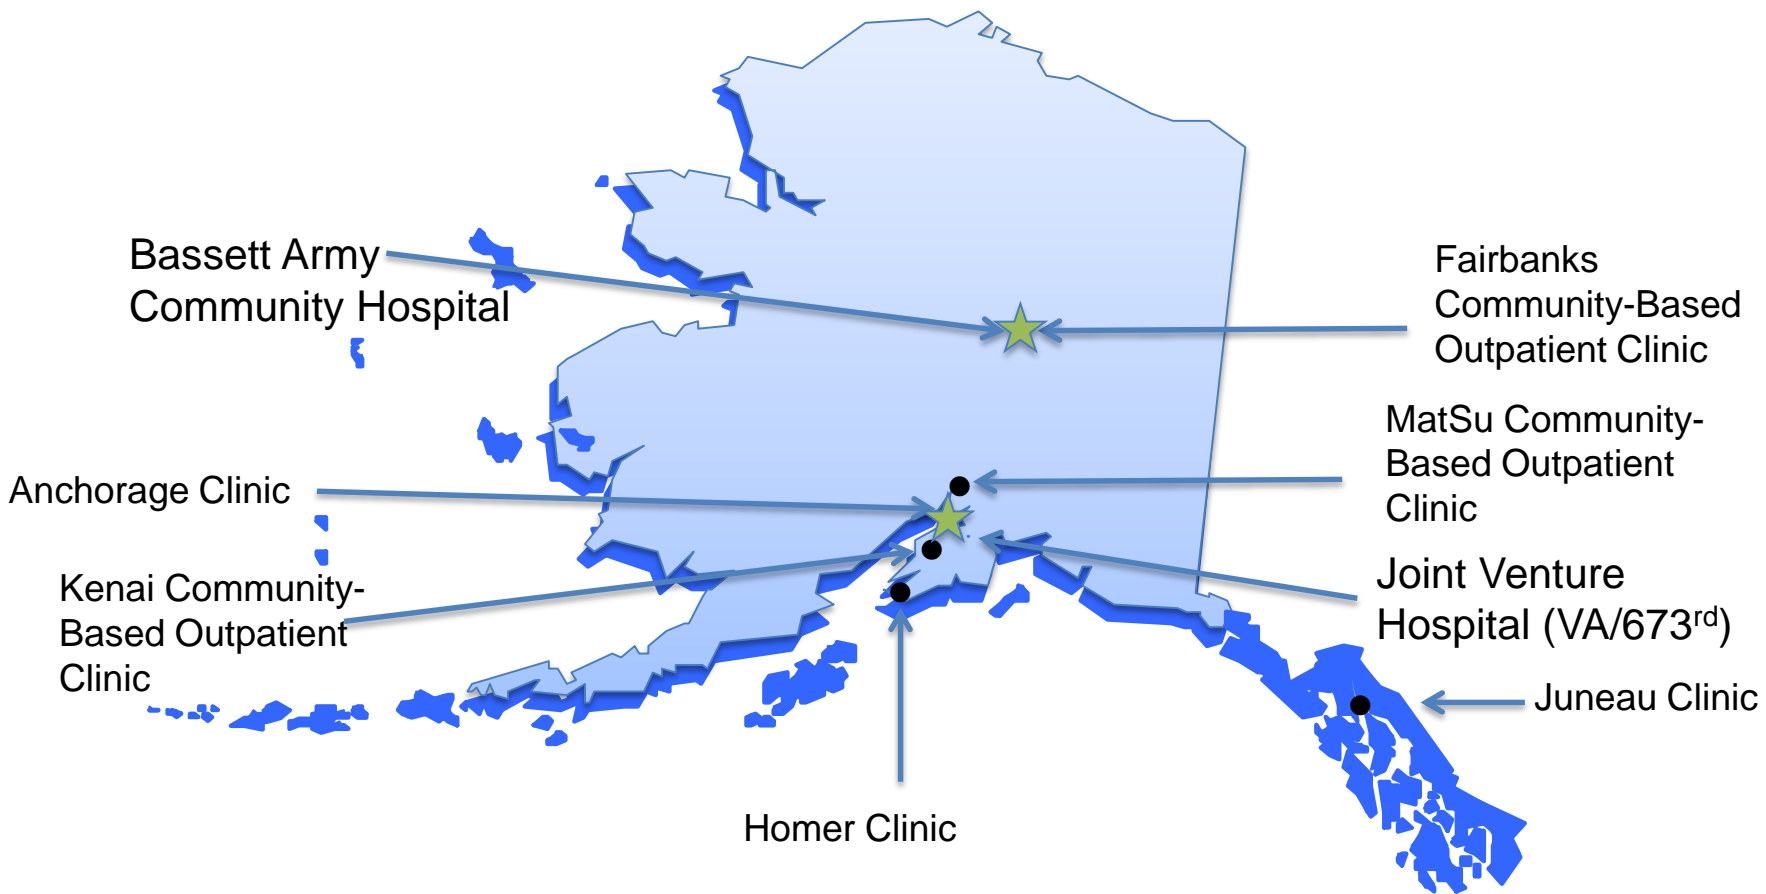 Bassett Army
Community Hospital
Fairbanks
Community-Based
Outpatient Clinic
MatSu Community-
Based Outpatient
Clinic
Anchorage Clinic
Kenai Community-
Based Outpatient
Clinic
Joint Venture
Hospital (VA/673rd)
Juneau Clinic
Homer Clinic